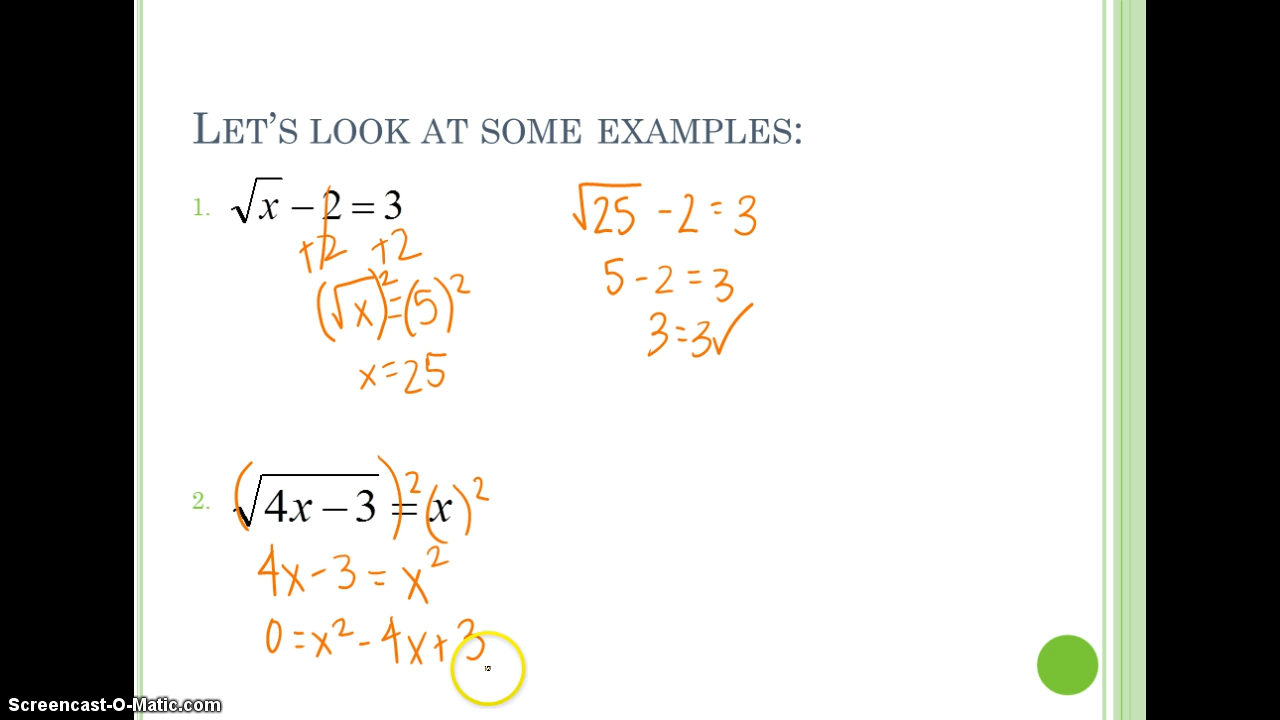 LET'S LOOK AT SOME EXAMPLES:
1. √x − 2 = 3
+2 +2
(√x)² = (5)²
x = 25
√25 - 2 = 3
5 - 2 = 3
3 = 3✓
2. (√4x − 3)² = (x)²
4x - 3 = x²
0 = x² - 4x + 3
Screencast-O-Matic.com